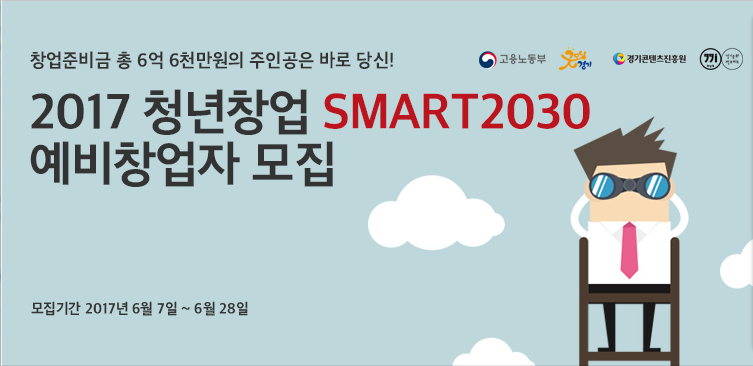 창업준비금 총 6억 6천만원의 주인공은 바로 당신!
고용노동부
경기콘텐츠진흥원
2017 청년창업 SMART2030
예비창업자 모집
모집기간 2017년 6월 7일 ~ 6월 28일